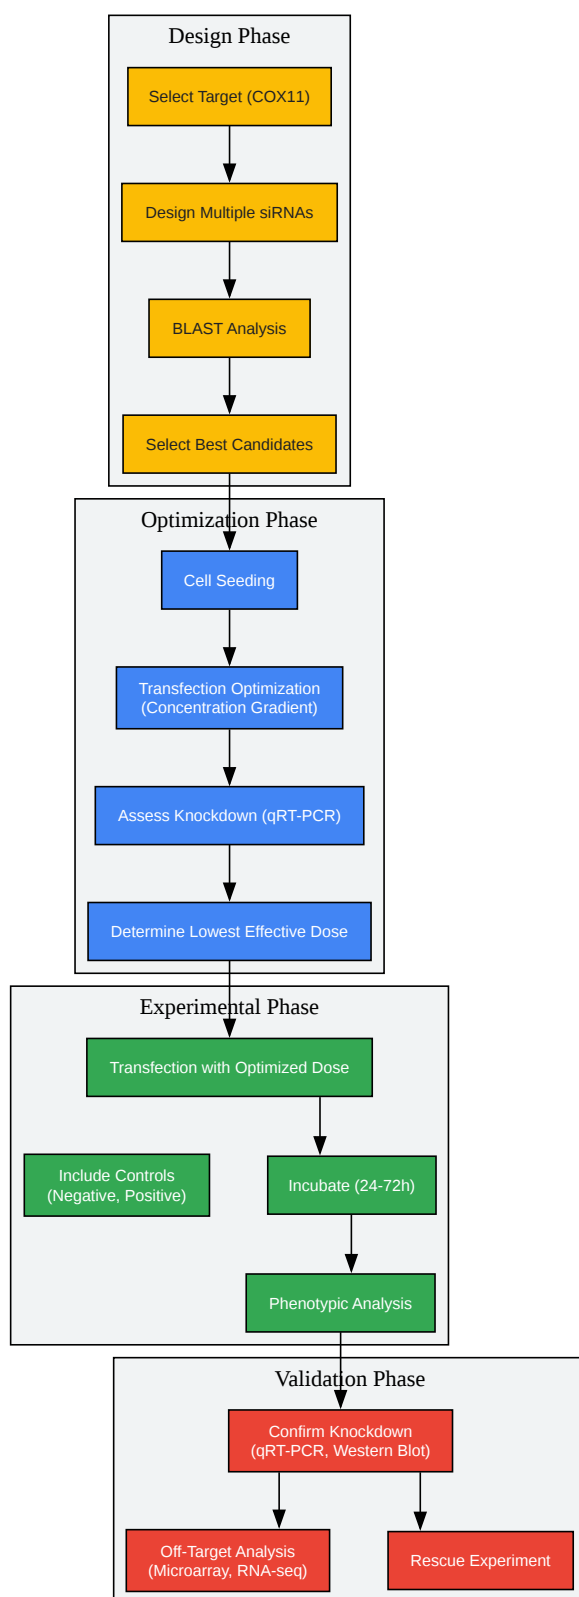 Design Phase
Select Target (COX11)
Design Multiple siRNAs
BLAST Analysis
Select Best Candidates
Optimization Phase
Cell Seeding
Transfection Optimization
(Concentration Gradient)
Assess Knockdown (qRT-PCR)
Determine Lowest Effective Dose
Experimental Phase
Transfection with Optimized Dose
Include Controls
(Negative, Positive)
Incubate (24-72h)
Phenotypic Analysis
Validation Phase
Confirm Knockdown
(qRT-PCR, Western Blot)
Off-Target Analysis
(Microarray, RNA-seq)
Rescue Experiment